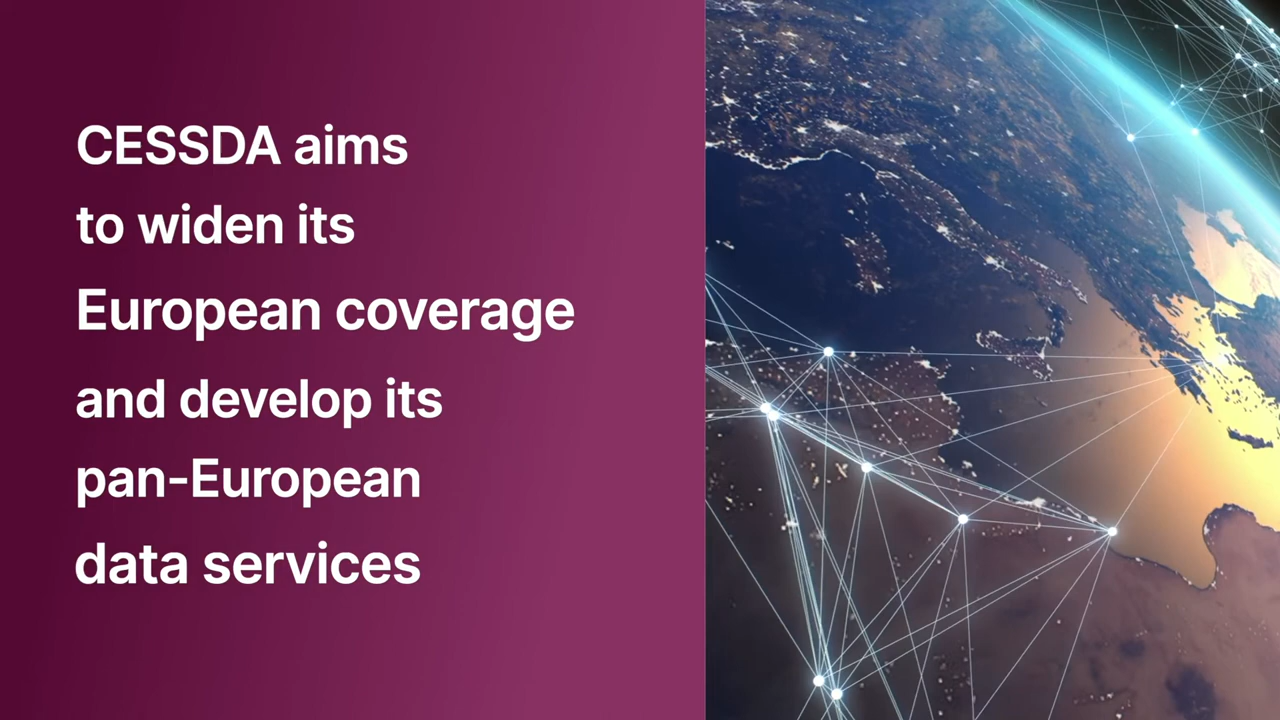 CESSDA aims
to widen its
European coverage
and develop its
pan-European
data services